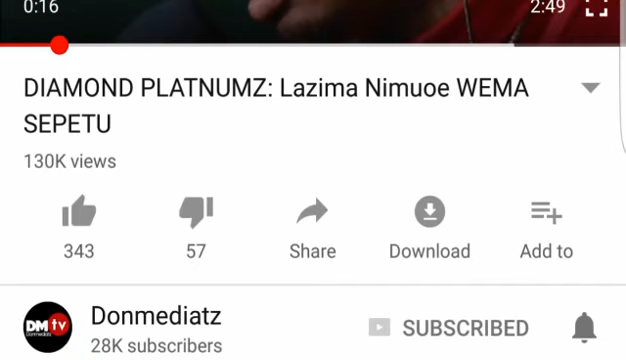 0:16 2:49
DIAMOND PLATNUMZ: Lazima Nimuoe WEMA
SEPETU
130K views
343 57 Share Download Add to
DM tv Donmediatz SUBSCRIBED
Donmediatz
28K subscribers